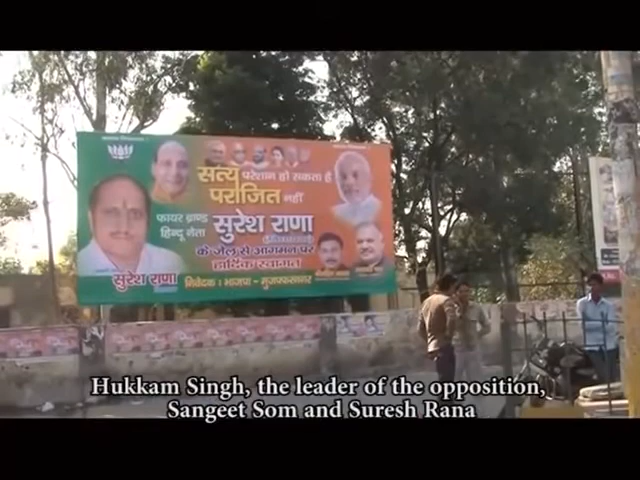 सत्य परेशान हो सकता है
पराजित नहीं
फायर ब्राण्ड
हिन्दू नेता
सुरेश राणा
के जेल से आगमन पर
हार्दिक स्वागत
सुरेश राणा
निवेदक : भाजपा - मुजफ्फरनगर
Hukkam Singh, the leader of the opposition,
Sangeet Som and Suresh Rana